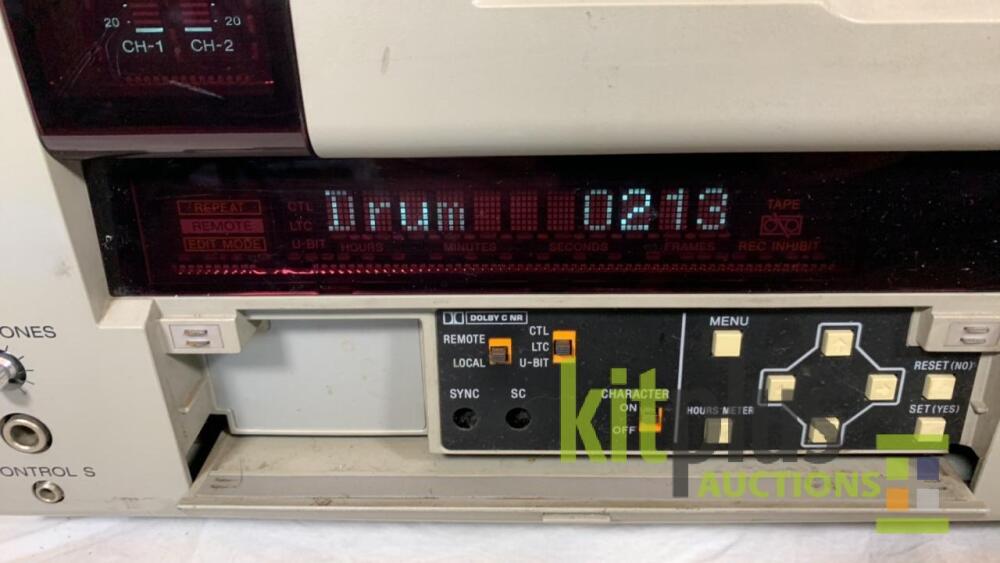 20 20
CH-1 CH-2
REPEAT
REMOTE
EDIT MODE
CTL
LTC
U-BIT
Drum 0213
HOURS MINUTES SECONDS FRAMES
TAPE
REC INHIBIT
ONES
CONTROL S
DOLBY C NR
REMOTE
LOCAL
CTL
LTC
U-BIT
SYNC SC
CHARACTER
ON
OFF
MENU
HOURS METER
RESET (NO)
SET (YES)
kitplus
AUCTIONS